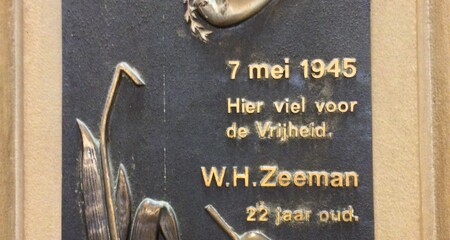 7 mei 1945
Hier viel voor
de Vrijheid.
W.H.Zeeman
22 jaar oud.